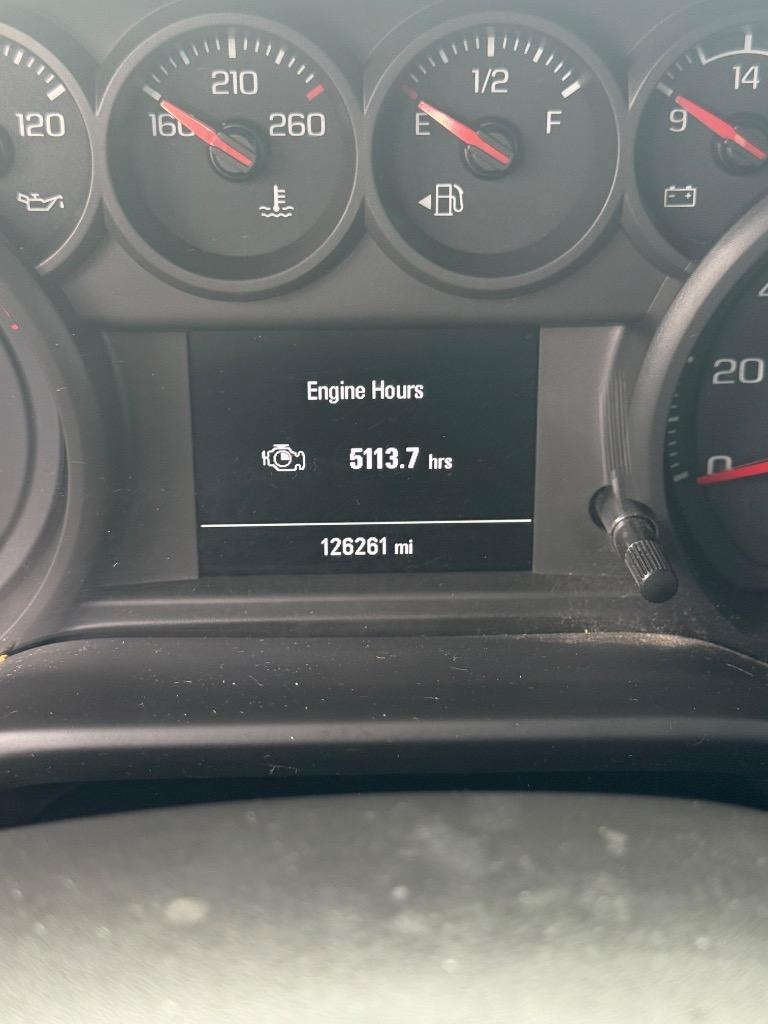 120
160 210 260
E 1/2 F
9 14
Engine Hours
5113.7 hrs
126261 mi
20
0